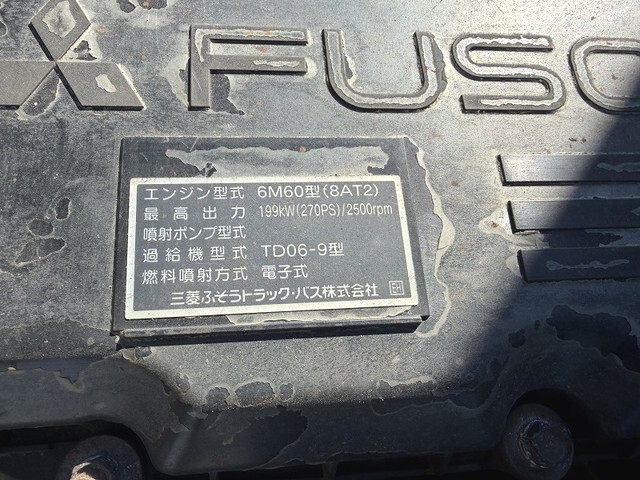 FUSO
エンジン型式 6M60型(8AT2)
最高出力 199kW(270PS)/2500rpm
噴射ポンプ型式
過給機型式 TD06-9型
燃料噴射方式 電子式
三菱ふそうトラック・バス株式会社 EH